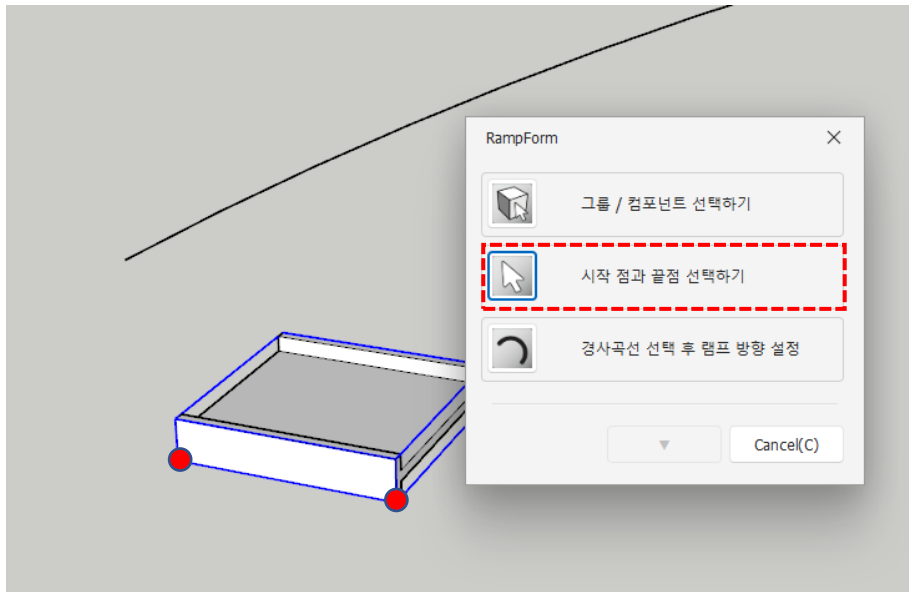 RampForm
그룹 / 컴포넌트 선택하기
시작 점과 끝점 선택하기
경사곡선 선택 후 램프 방향 설정
Cancel(C)